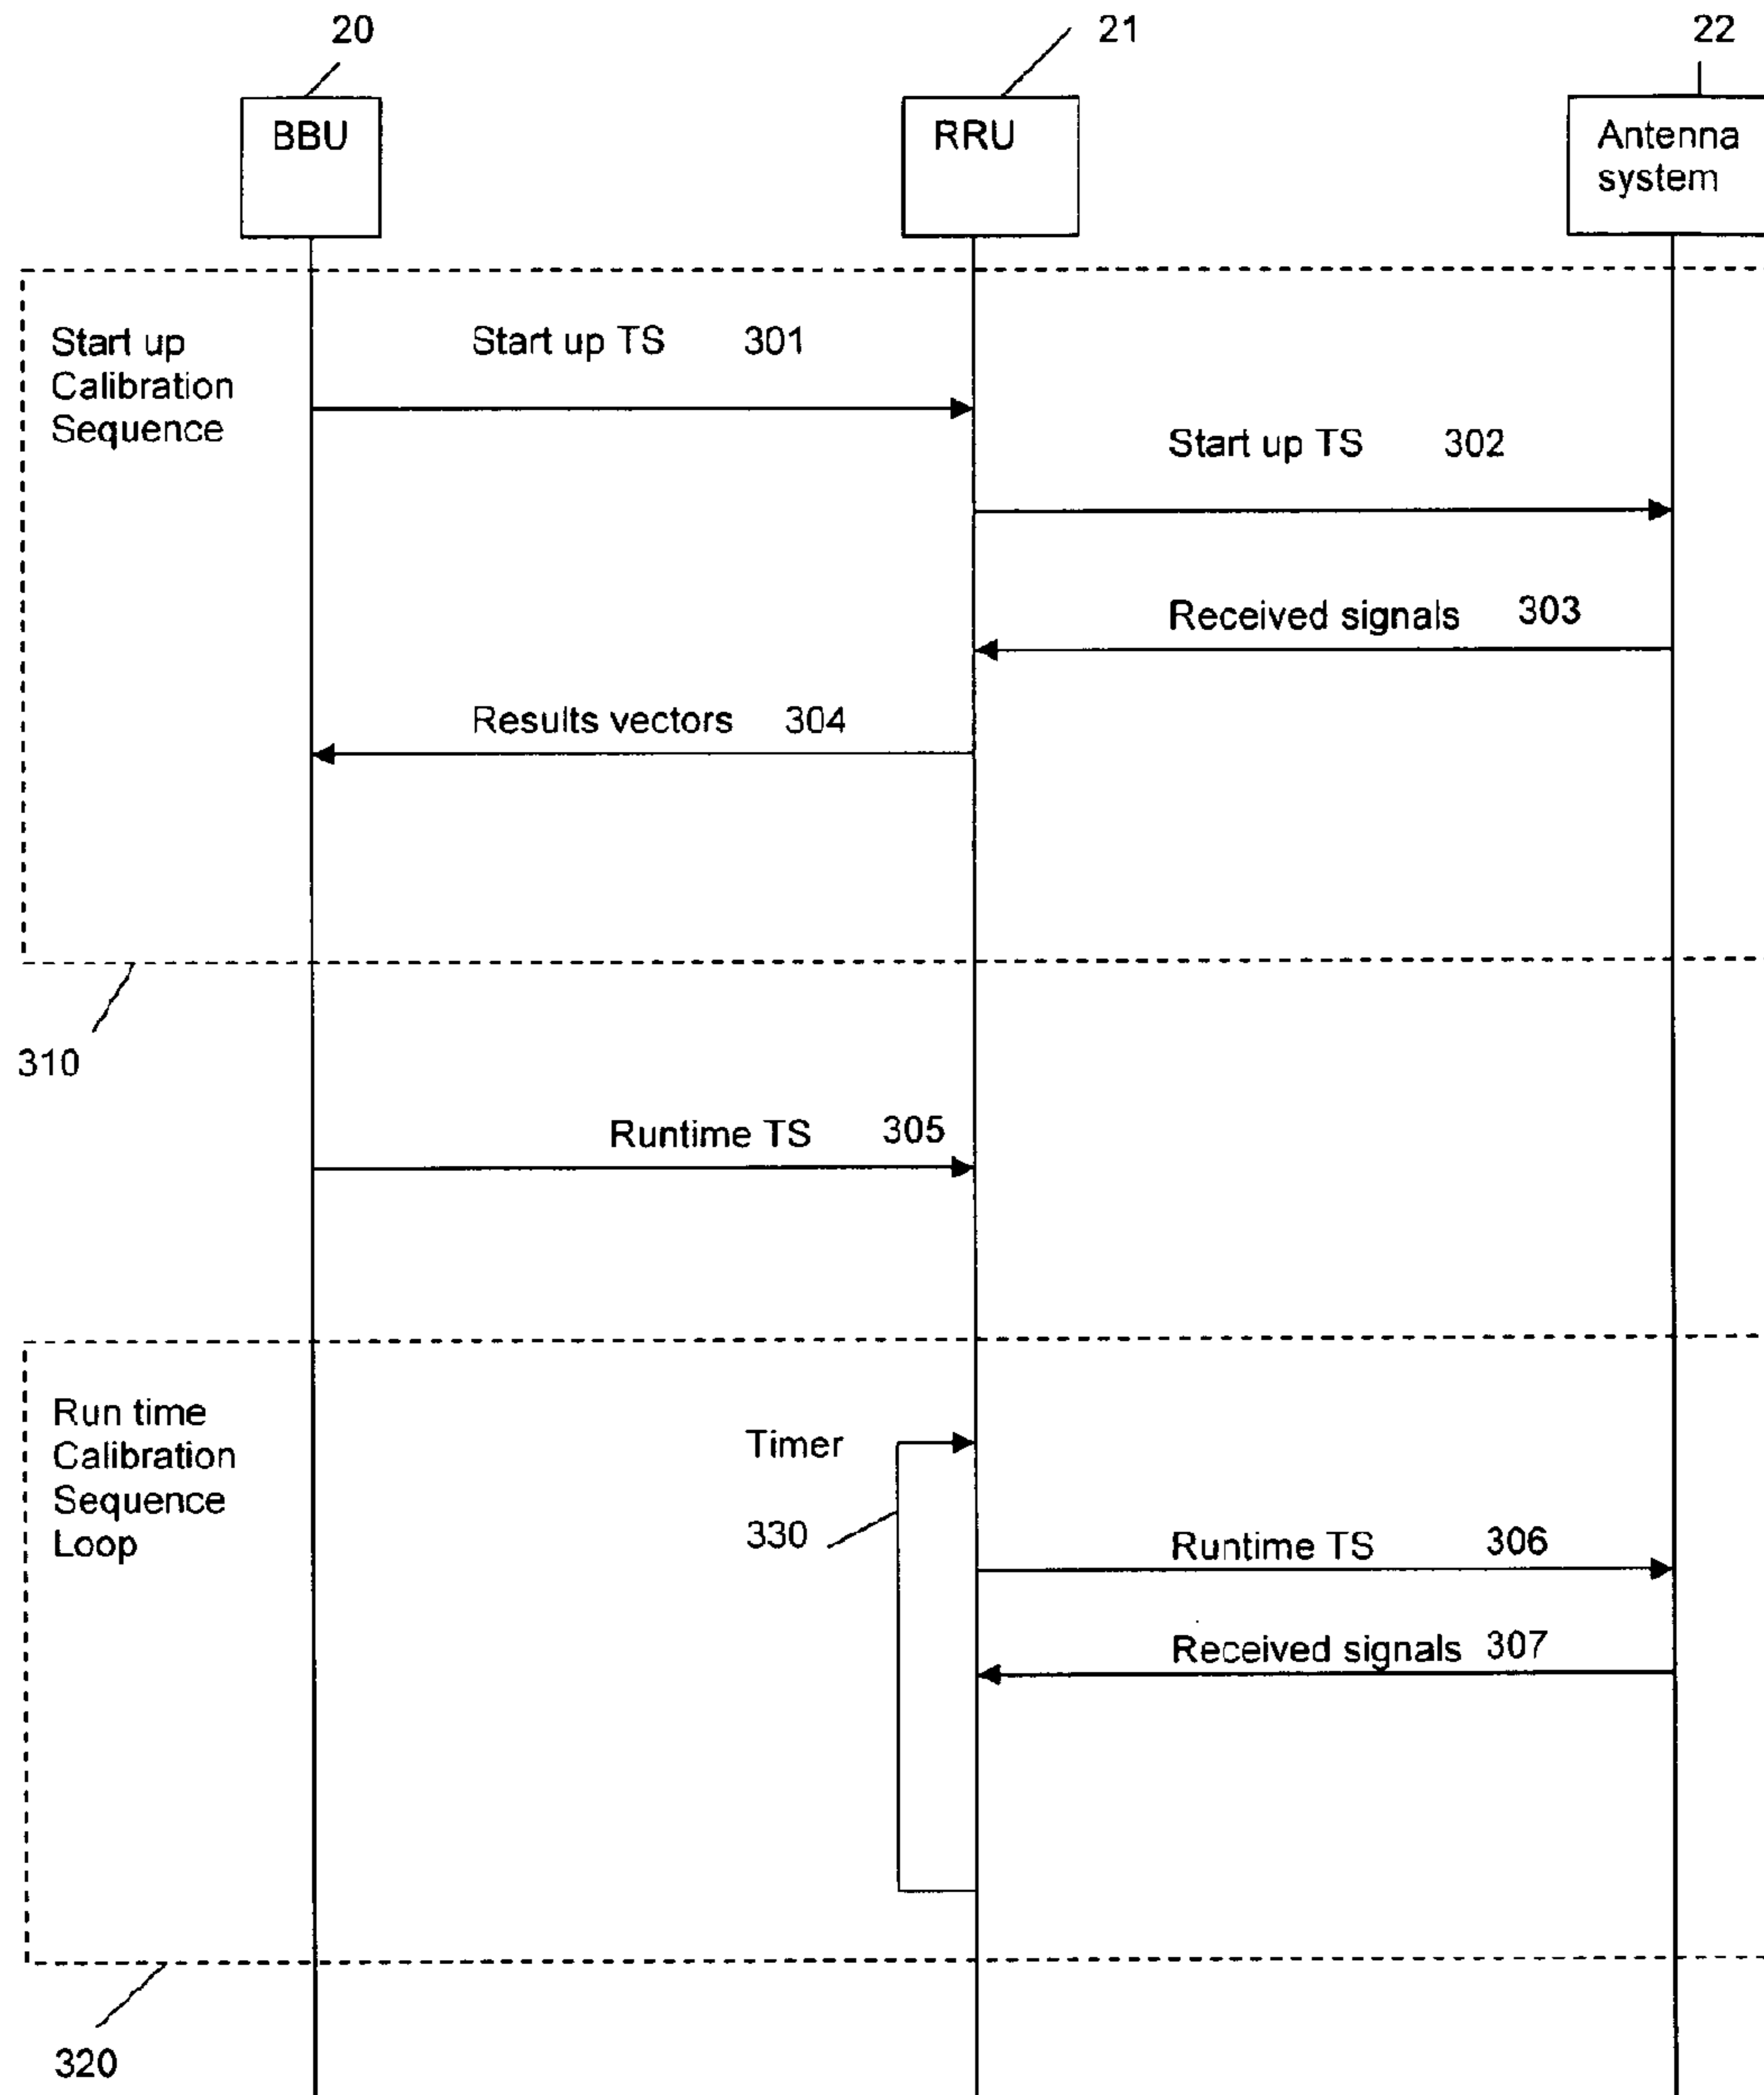 20
21
22
BBU
RRU
Antenna
system
Start up
Calibration
Sequence
Start up TS 301
Start up TS 302
Received signals 303
Results vectors 304
310
Runtime TS 305
Run time
Calibration
Sequence
Loop
Timer
330
Runtime TS 306
Received signals 307
320